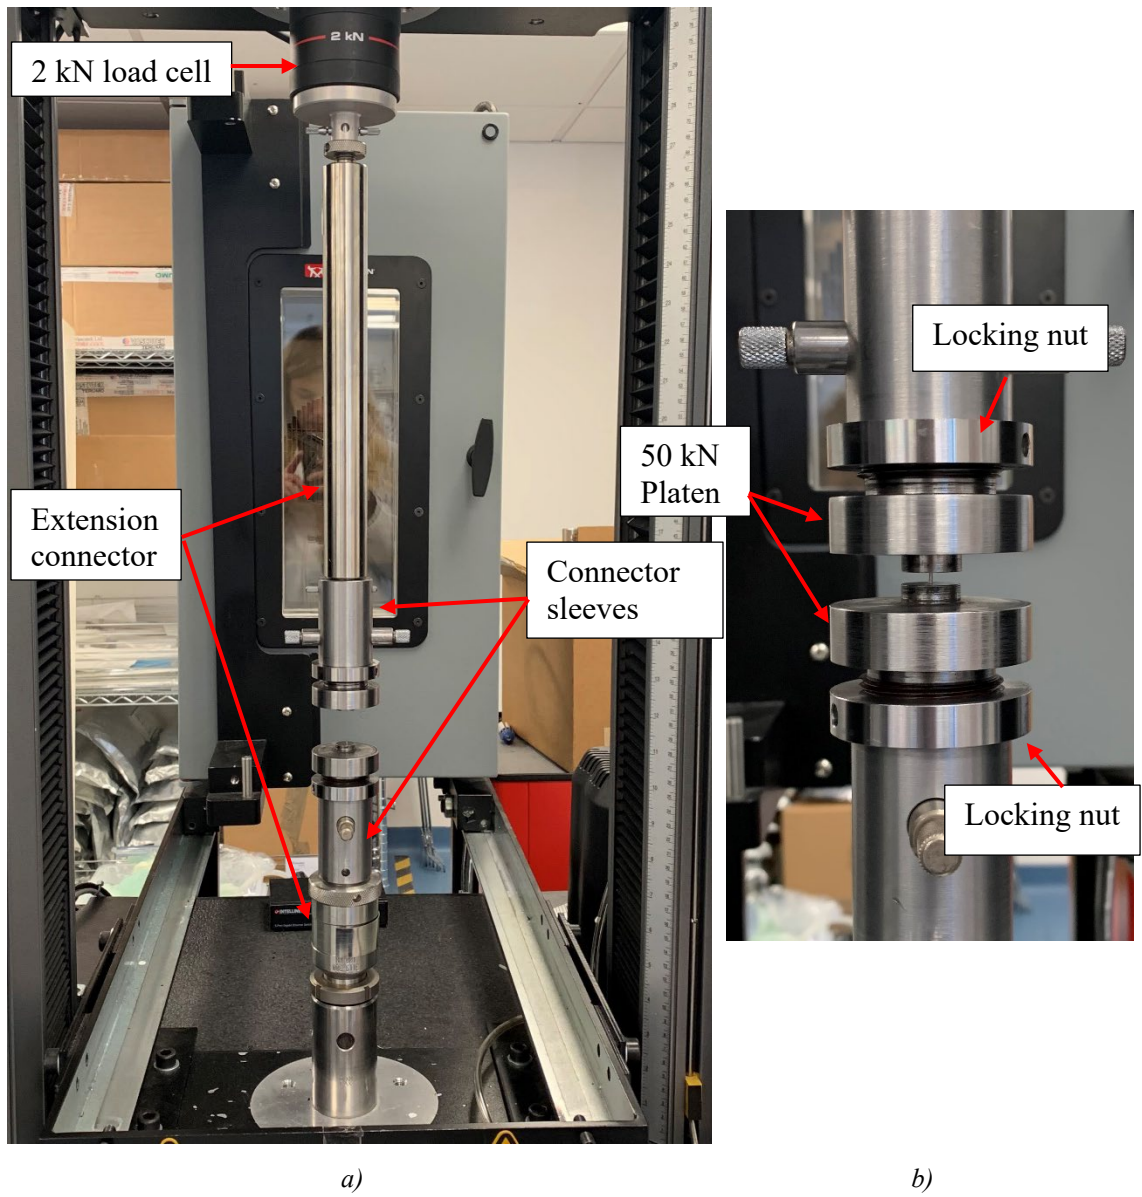 2 kN
2 kN load cell
Extension
connector
Connector
sleeves
Locking nut
50 kN
Platen
Locking nut
a)
b)